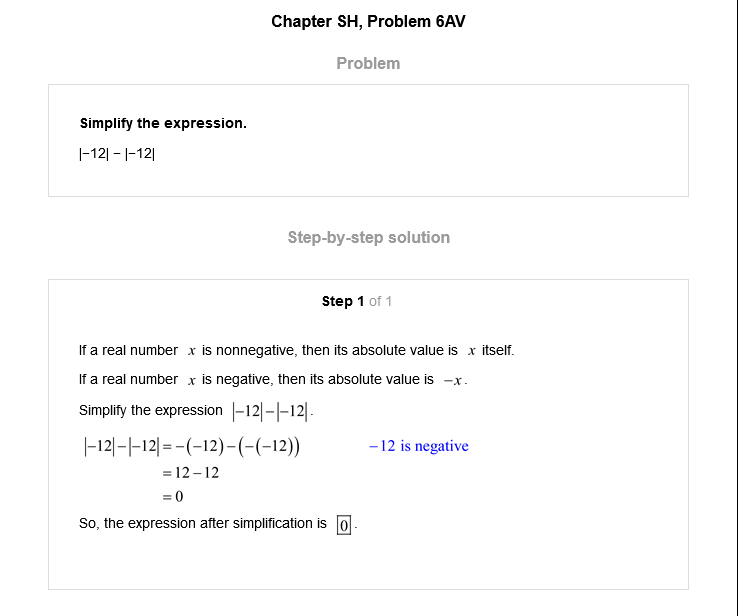 Chapter SH, Problem 6AV
Problem
Simplify the expression.
|−12| − |−12|
Step-by-step solution
Step 1 of 1
If a real number x is nonnegative, then its absolute value is x itself.
If a real number x is negative, then its absolute value is −x.
Simplify the expression |−12|−|−12|.
|−12|−|−12| = −(−12)−(−(−12)) −12 is negative
= 12 − 12
= 0
So, the expression after simplification is 0.